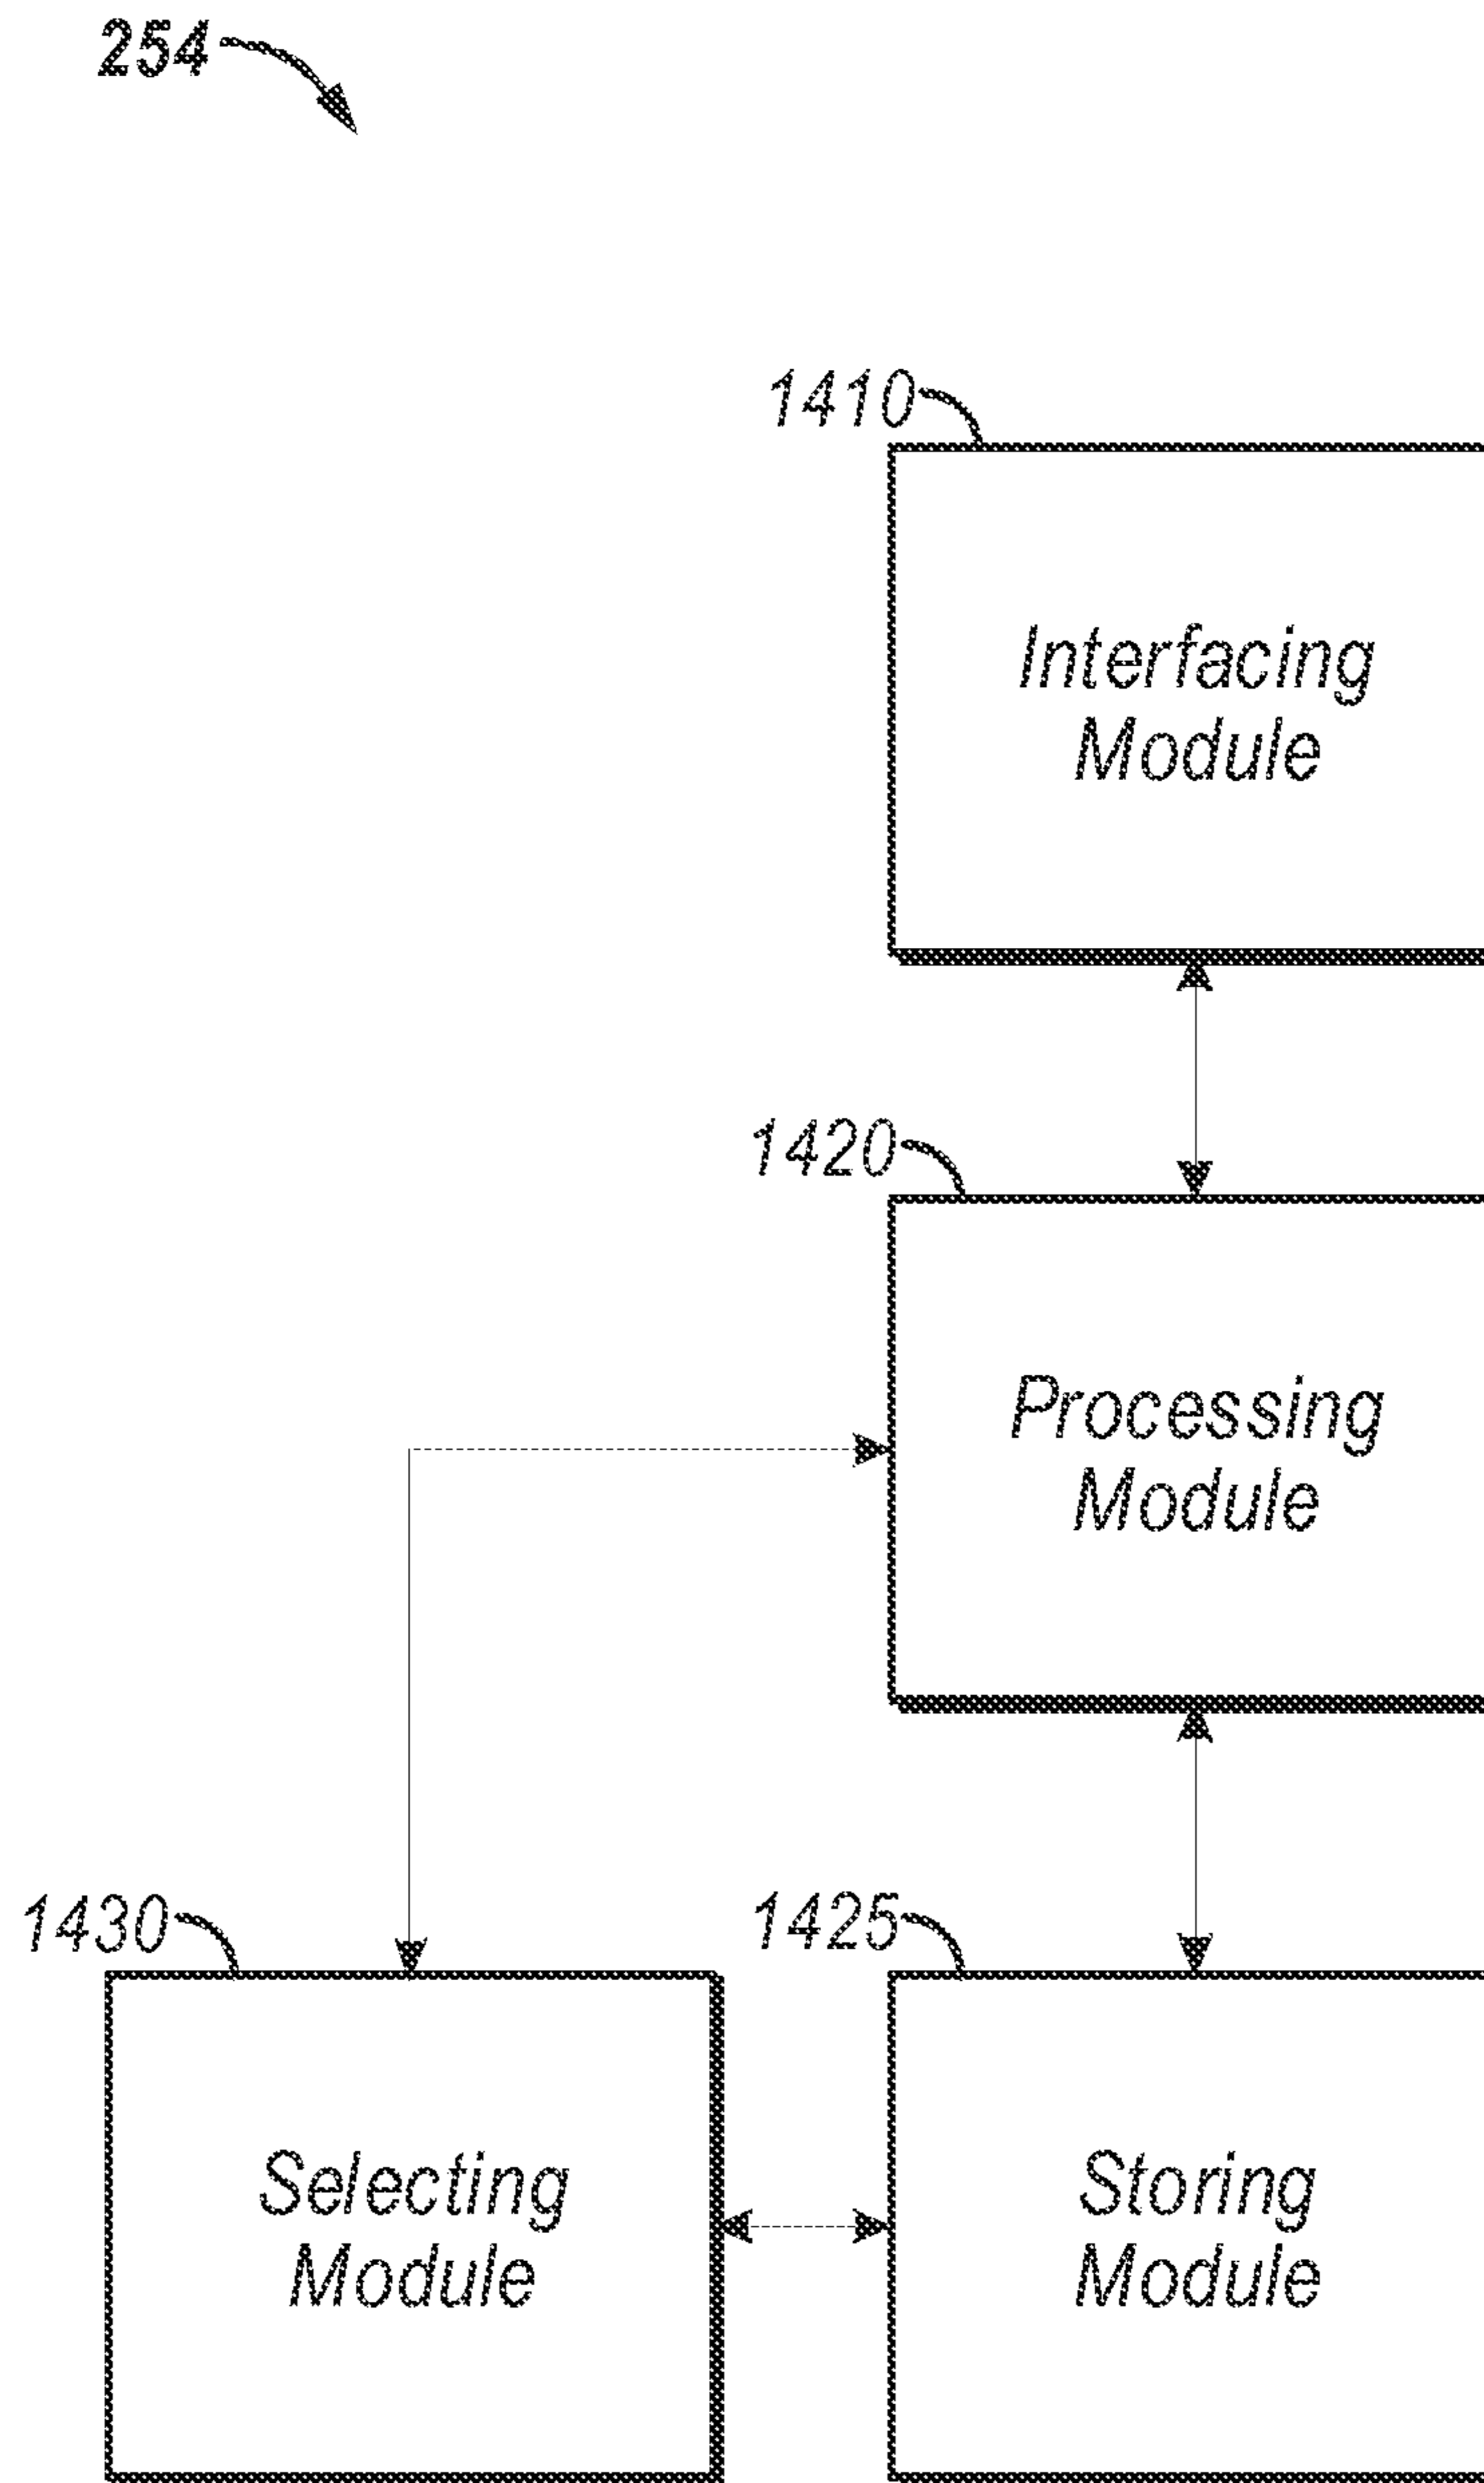 254
1410
Interfacing
Module
1420
Processing
Module
1430
1425
Selecting
Module
Storing
Module